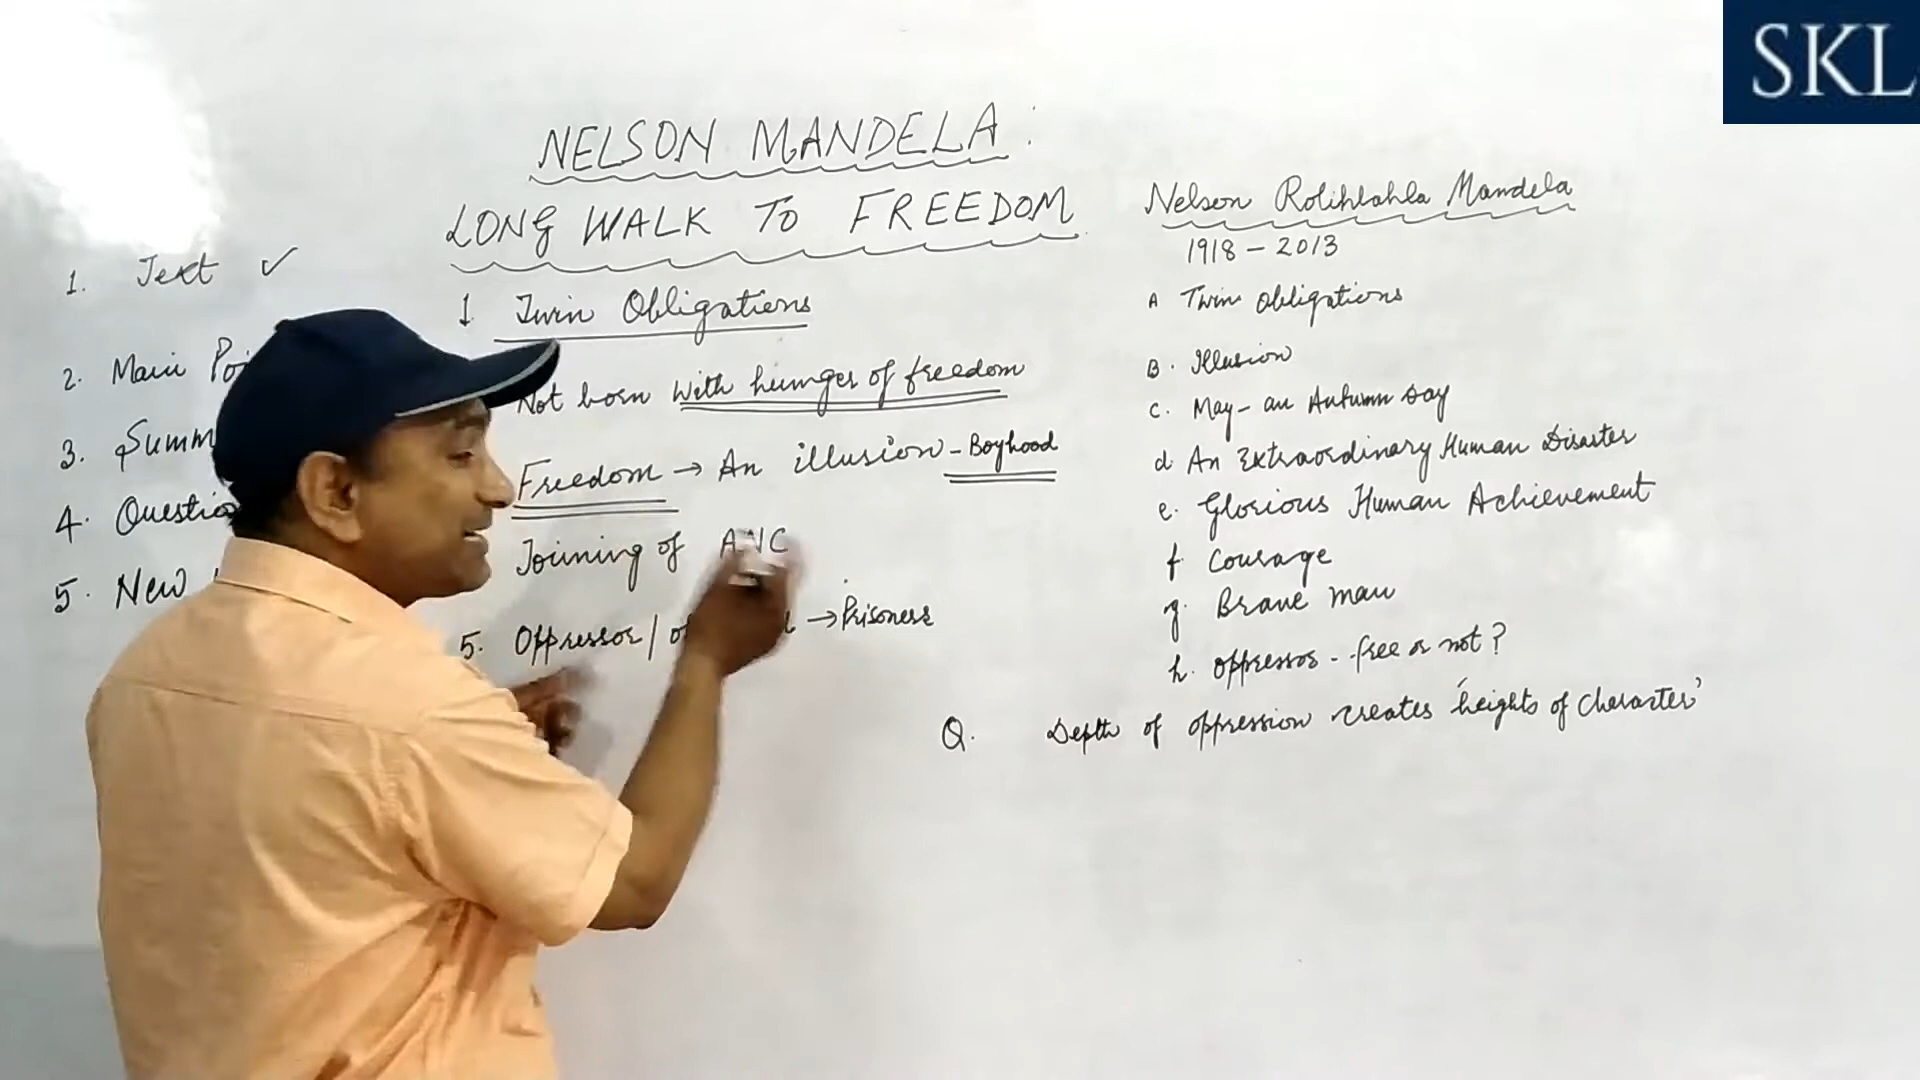 SKL
NELSON MANDELA:
LONG WALK TO FREEDOM
1. Text ✓
2. Main
3.
4.
5. New
1 Twin Obligations
Not born with hunger of freedom
Freedom → An illusion - Boyhood
Joining of ANC
5. Oppressor / → Prisoners
Nelson Rolihlahla Mandela
1918 - 2013
A Twin obligations
B. Illusion
C. May - an Autumn Day
d. An Extraordinary Human Disaster
e. Glorious Human Achievement
f Courage
g. Brave man
h. oppressor - free or not?
Q. Depth of oppression creates 'heights of character'